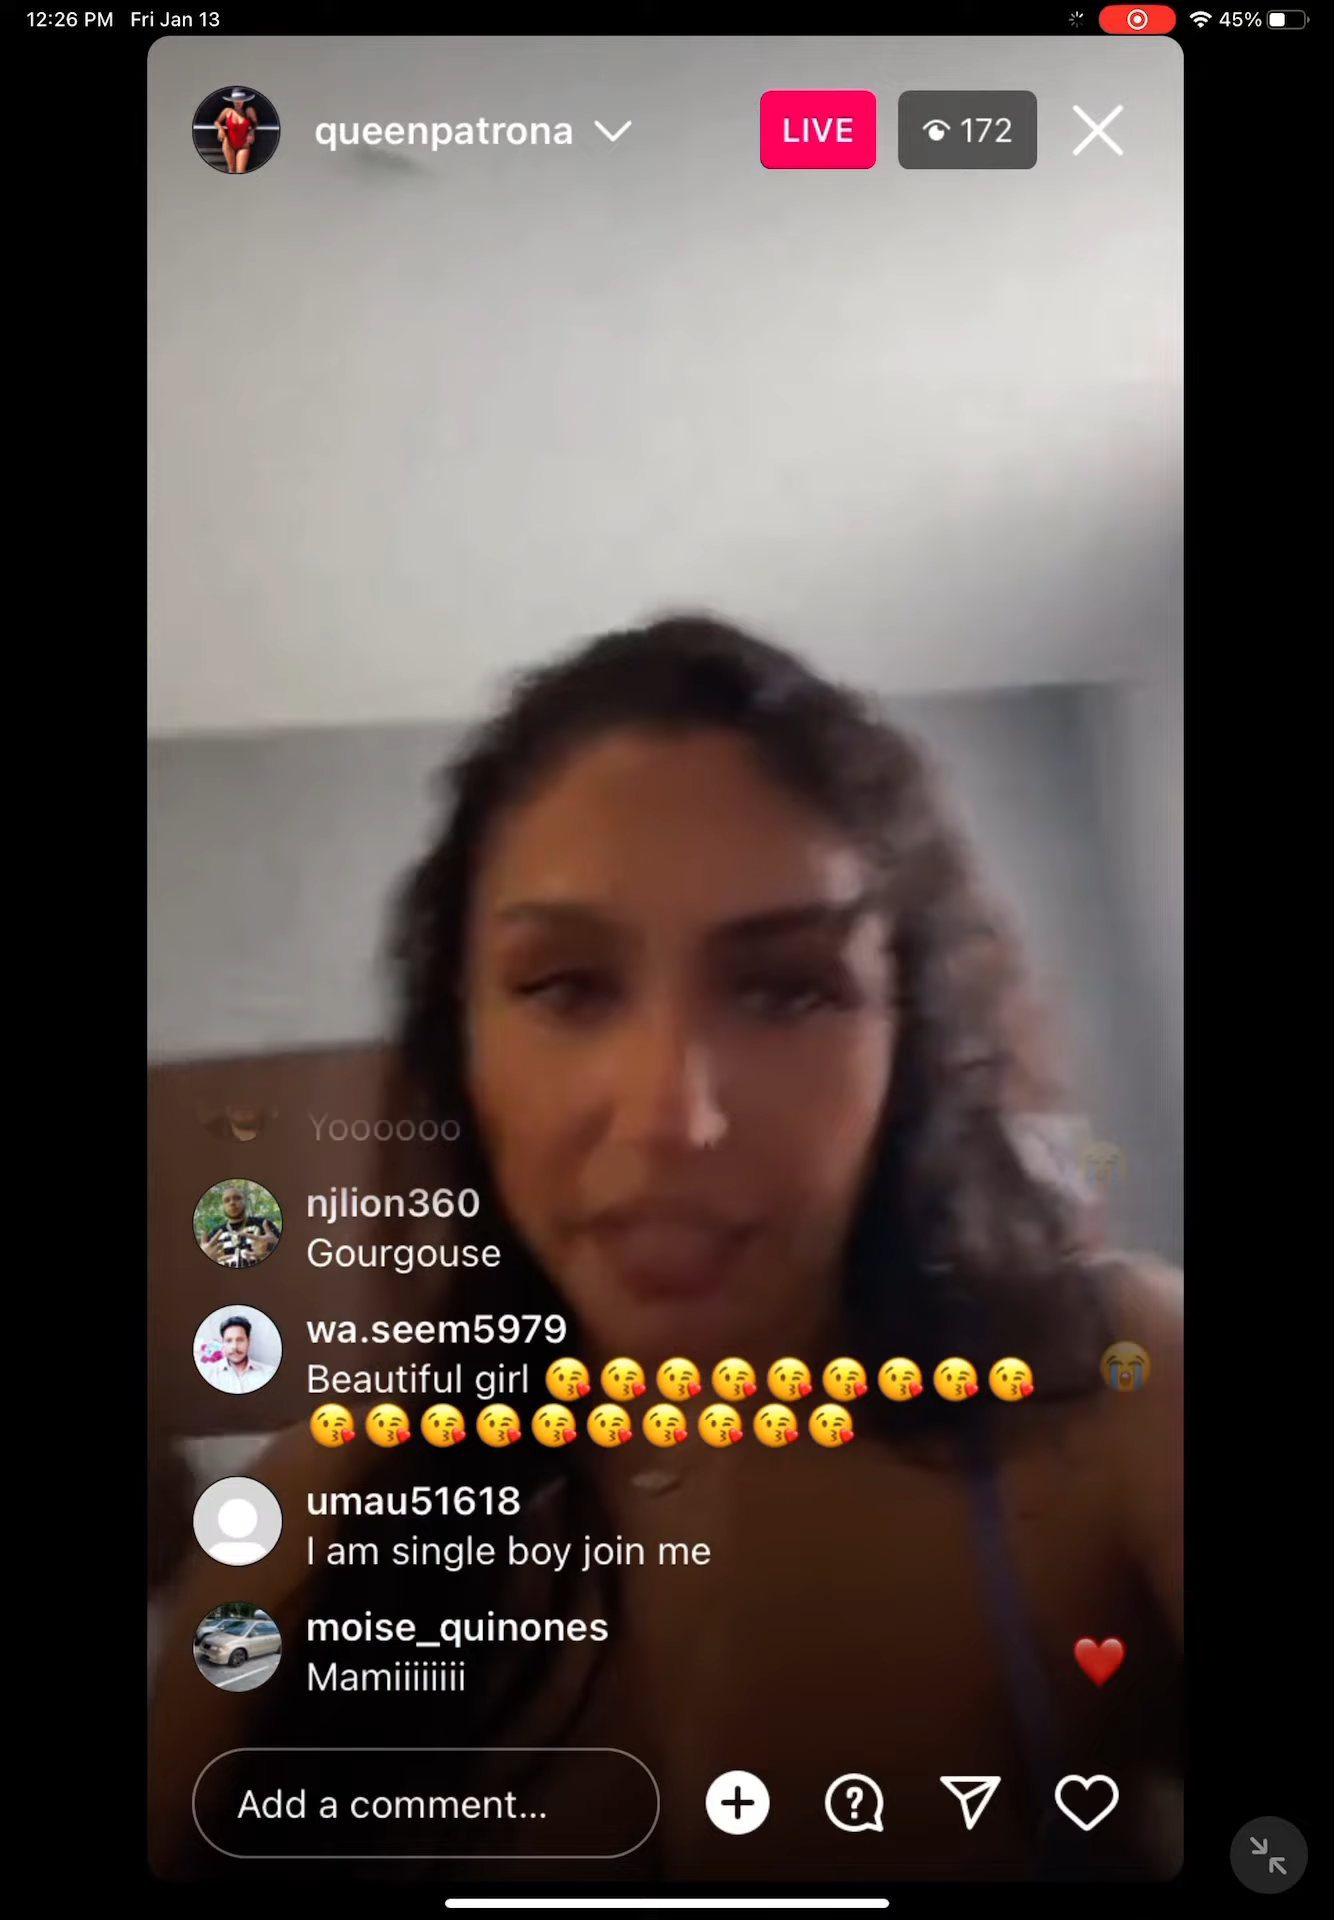 12:26 PM Fri Jan 13
45%
queenpatrona
LIVE
172
Yoooooo
njlion360
Gourgouse
wa.seem5979
Beautiful girl 😘😘😘😘😘😘😘😘😘
😘😘😘😘😘😘😘😘😘😘
umau51618
I am single boy join me
moise_quinones
Mamiiiiiiii
Add a comment...